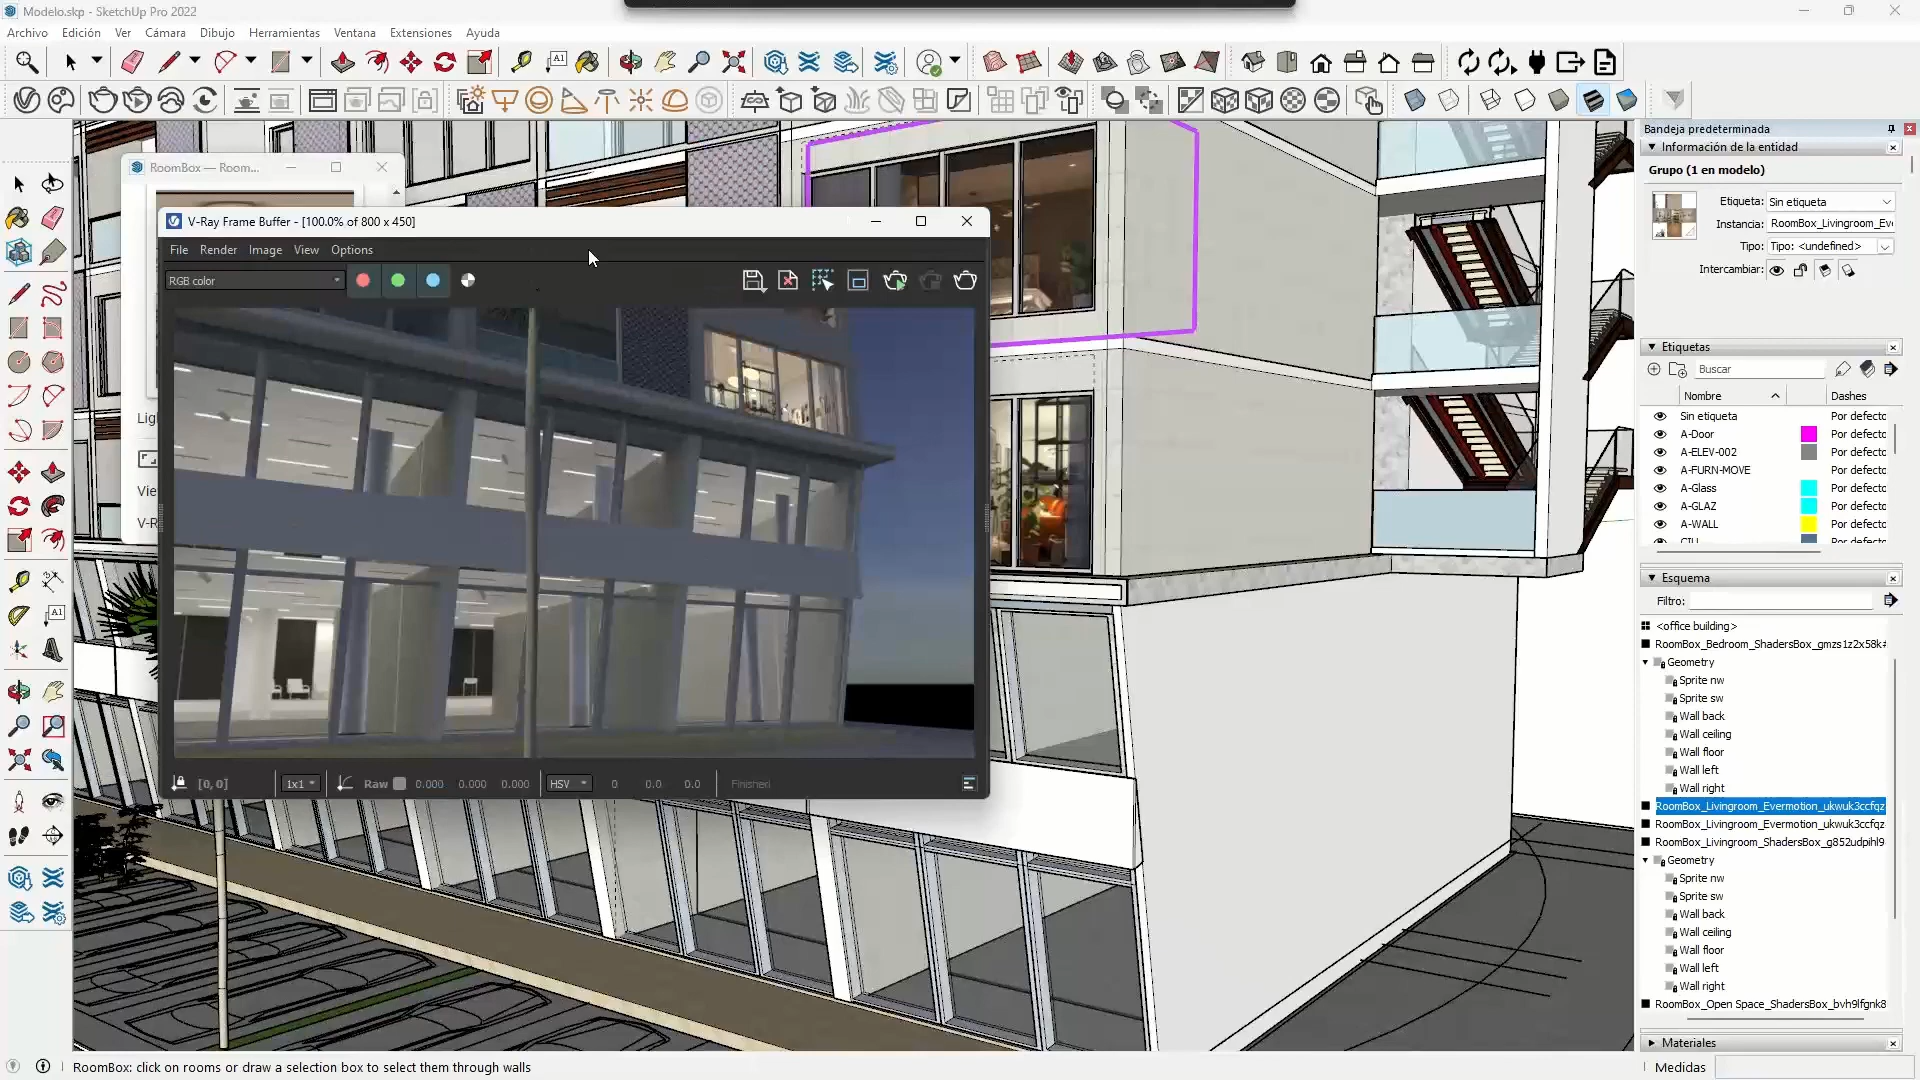 Modelo.skp - SketchUp Pro 2022
Archivo Edición Ver Cámara Dibujo Herramientas Ventana Extensiones Ayuda
RoomBox — Room...
V-Ray Frame Buffer - [100.0% of 800 x 450]
File Render Image View Options
RGB color
Ligh
Vie
V-R
[0, 0] 1x1 Raw 0.000 0.000 0.000 HSV 0 0.0 0.0 Finished
Bandeja predeterminada
Información de la entidad
Grupo (1 en modelo)
Etiqueta: Sin etiqueta
Instancia: RoomBox_Livingroom_Ev
Tipo: Tipo: <undefined>
Intercambiar:
Etiquetas
Buscar
Nombre Dashes
Sin etiqueta Por defecto
A-Door Por defecto
A-ELEV-002 Por defecto
A-FURN-MOVE Por defecto
A-Glass Por defecto
A-GLAZ Por defecto
A-WALL Por defecto
Esquema
Filtro:
<office building>
RoomBox_Bedroom_ShadersBox_gmzs1z2x58k#
Geometry
Sprite nw
Sprite sw
Wall back
Wall ceiling
Wall floor
Wall left
Wall right
RoomBox_Livingroom_Evermotion_ukwuk3ccfqz
RoomBox_Livingroom_Evermotion_ukwuk3ccfqz
RoomBox_Livingroom_ShadersBox_g852udpihl9
Geometry
Sprite nw
Sprite sw
Wall back
Wall ceiling
Wall floor
Wall left
Wall right
RoomBox_Open Space_ShadersBox_bvh9lfgnk8
Materiales
RoomBox: click on rooms or draw a selection box to select them through walls
Medidas